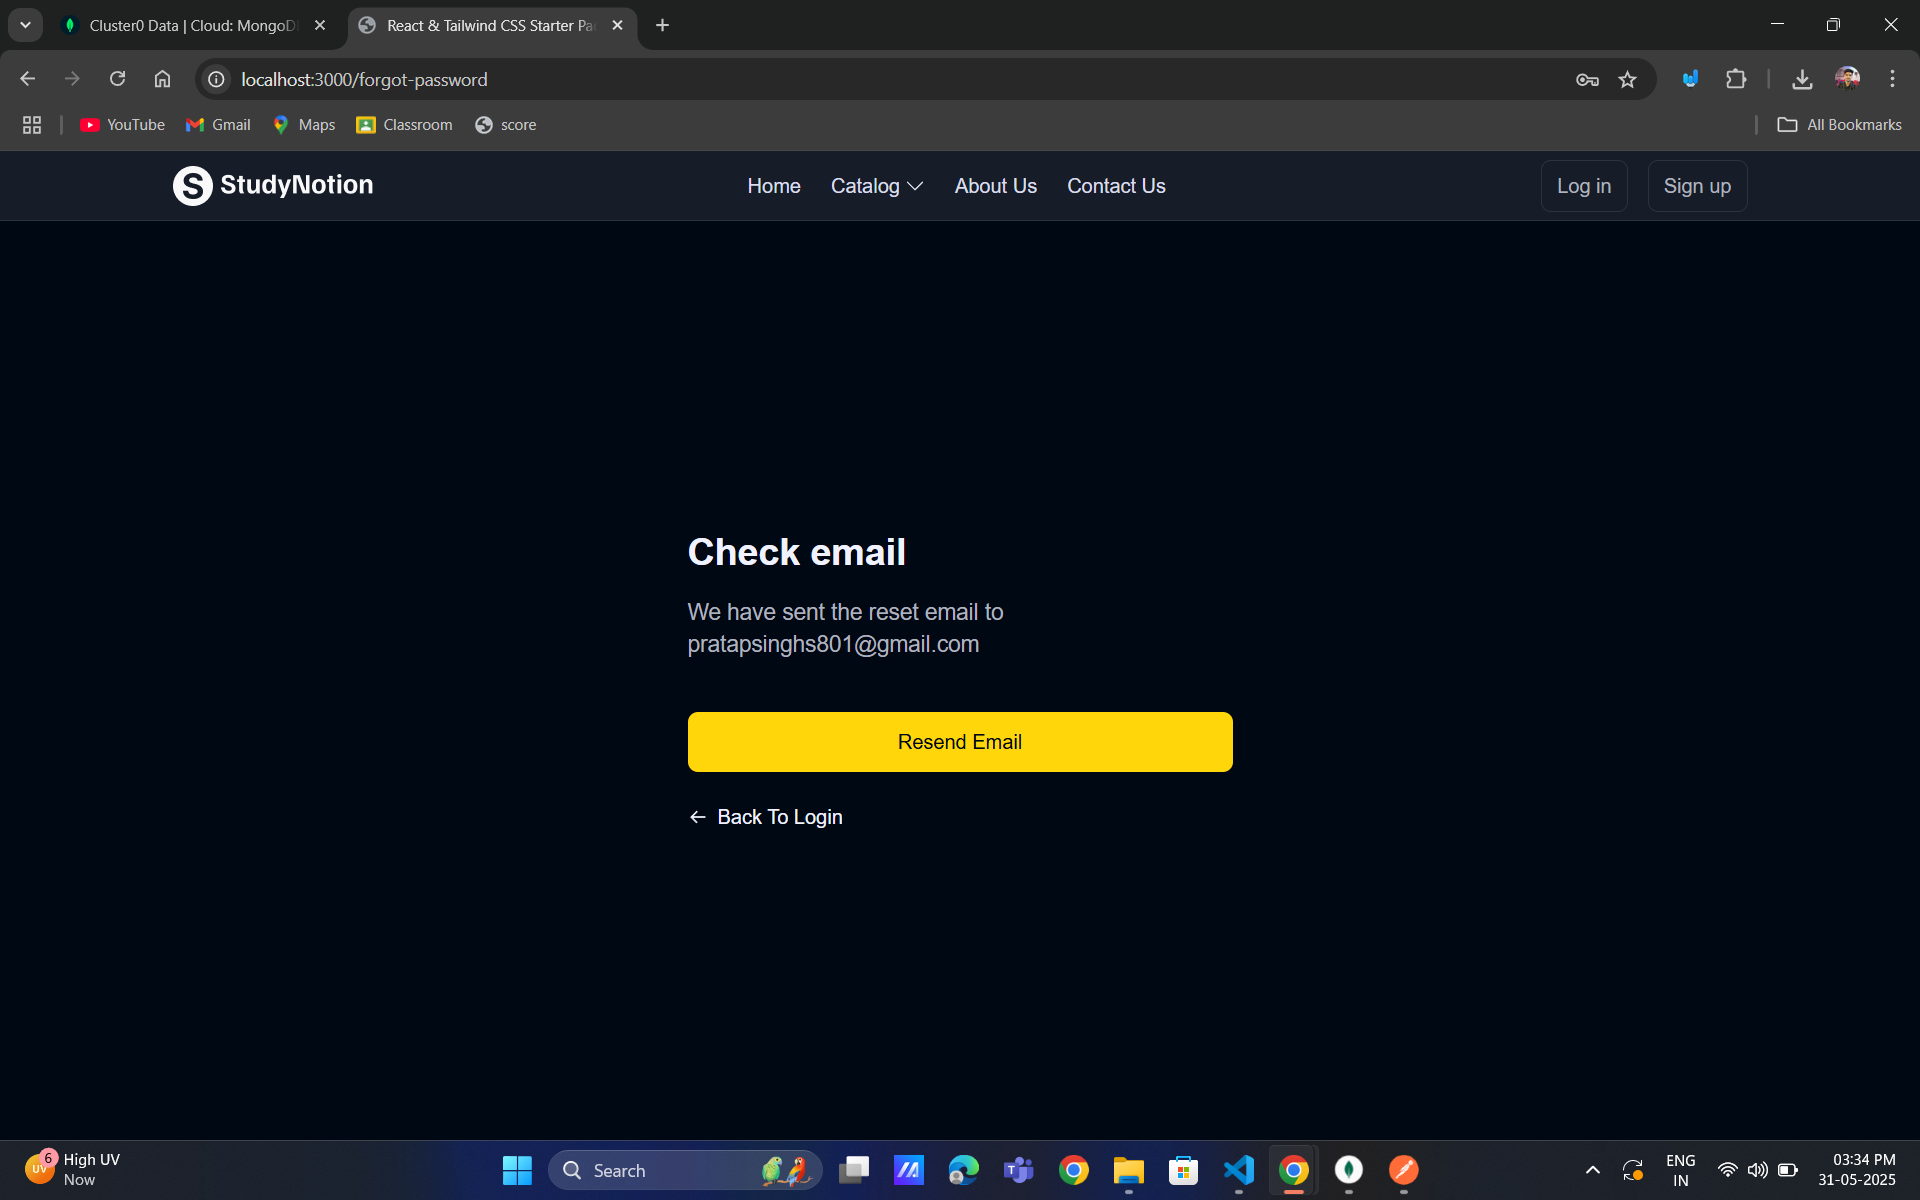 Cluster0 Data | Cloud: MongoD
React & Tailwind CSS Starter Pa
localhost:3000/forgot-password
YouTube
Gmail
Maps
Classroom
score
All Bookmarks
S StudyNotion
Home
Catalog
About Us
Contact Us
Log in
Sign up
Check email
We have sent the reset email to
pratapsinghs801@gmail.com
Resend Email
Back To Login
UV
6
High UV
Now
Search
T
ENG
IN
03:34 PM
31-05-2025